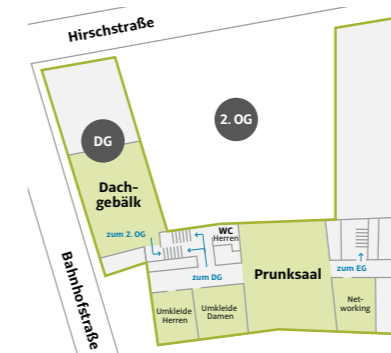 Hirschstraße
DG
2. OG
Dach-
gebälk
zum 2. OG
WC
Herren
zum DG
Prunksaal
zum EG
Bahnhofstraße
Umkleide
Herren
Umkleide
Damen
Net-
working